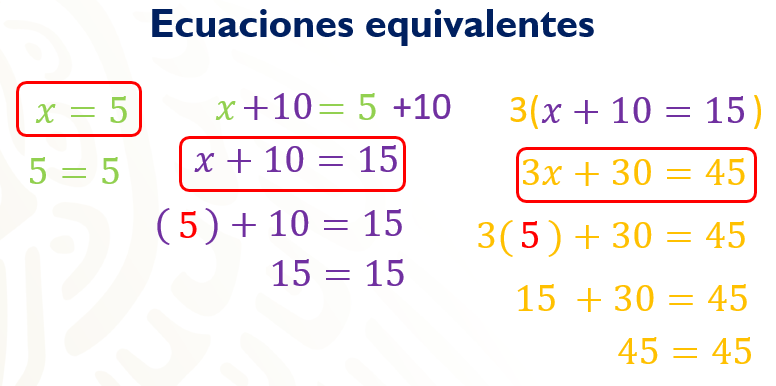 Ecuaciones equivalentes
x = 5
5 = 5
x+10= 5 +10
x + 10 = 15
( 5 ) + 10 = 15
15 = 15
3(x + 10 = 15 )
3x + 30 = 45
3( 5 ) + 30 = 45
15 + 30 = 45
45 = 45